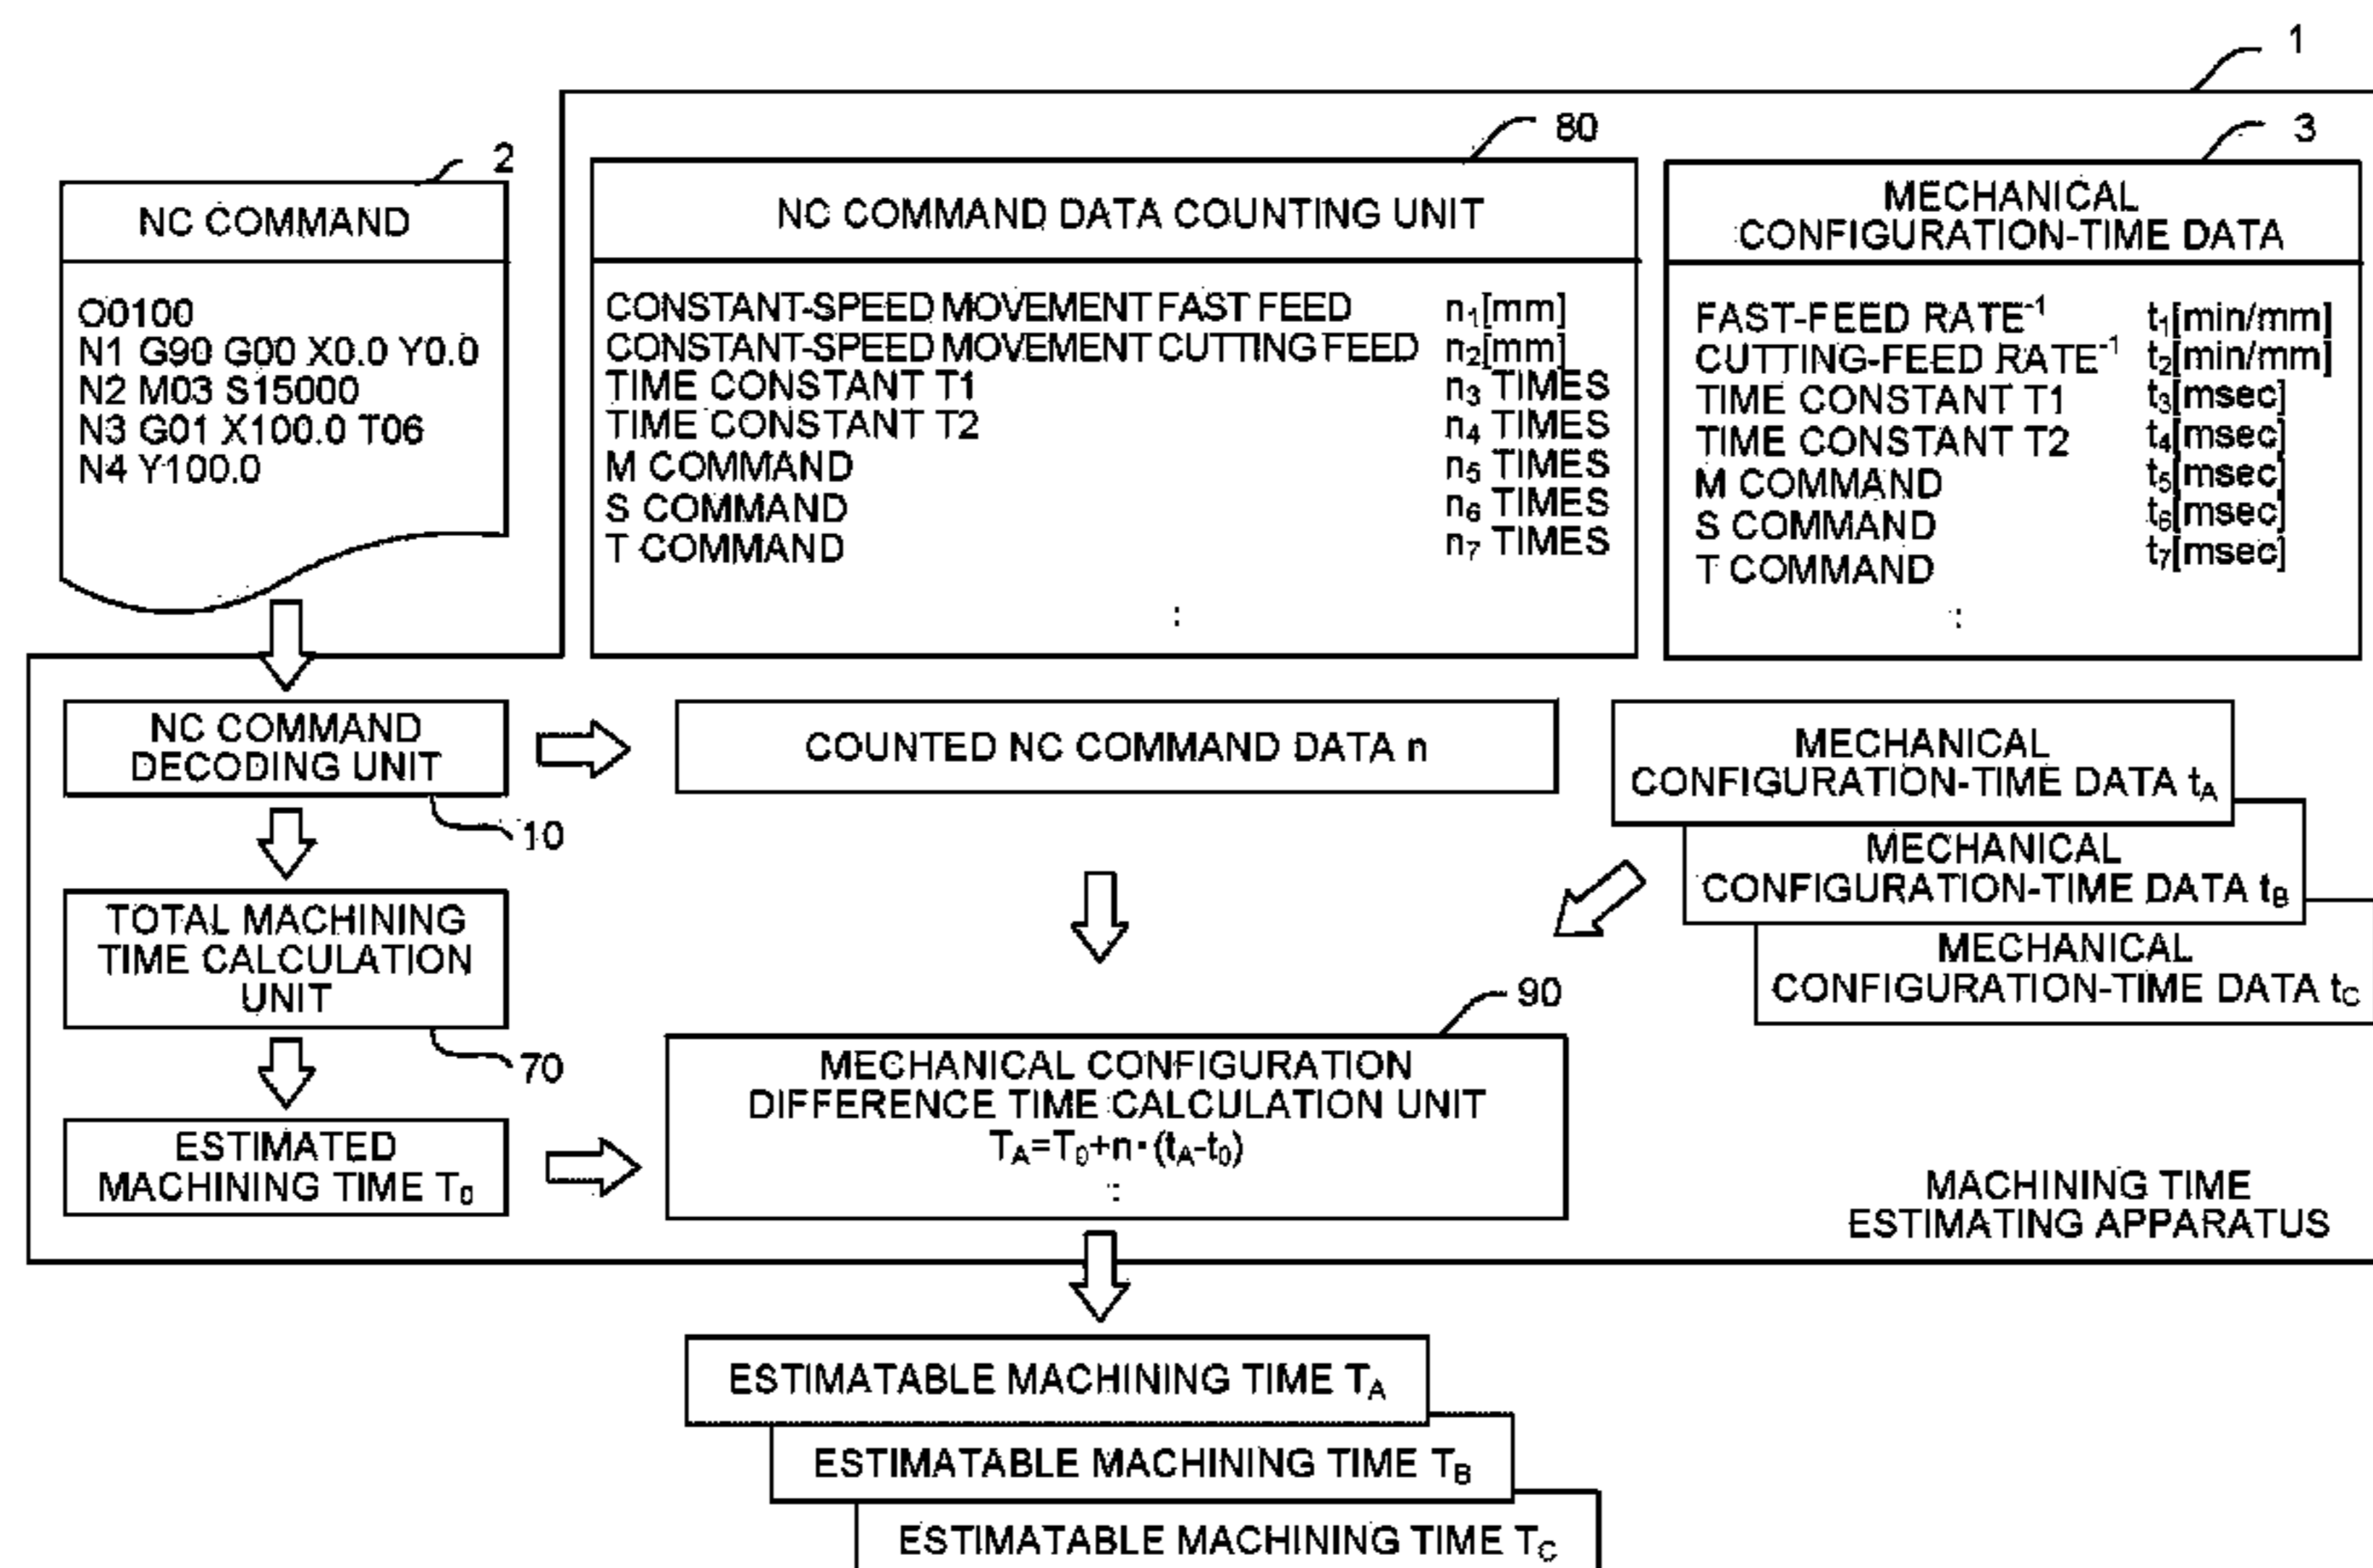 1
2
NC COMMAND
O0100
N1 G90 G00 X0.0 Y0.0
N2 M03 S15000
N3 G01 X100.0 T06
N4 Y100.0
80
NC COMMAND DATA COUNTING UNIT
CONSTANT-SPEED MOVEMENT FAST FEED n₁[mm]
CONSTANT-SPEED MOVEMENT CUTTING FEED n₂[mm]
TIME CONSTANT T1 n₃ TIMES
TIME CONSTANT T2 n₄ TIMES
M COMMAND n₅ TIMES
S COMMAND n₆ TIMES
T COMMAND n₇ TIMES
:
3
MECHANICAL
CONFIGURATION-TIME DATA
FAST-FEED RATE⁻¹ t₁[min/mm]
CUTTING-FEED RATE⁻¹ t₂[min/mm]
TIME CONSTANT T1 t₃[msec]
TIME CONSTANT T2 t₄[msec]
M COMMAND t₅[msec]
S COMMAND t₆[msec]
T COMMAND t₇[msec]
:
NC COMMAND
DECODING UNIT
10
COUNTED NC COMMAND DATA n
MECHANICAL
CONFIGURATION-TIME DATA t_A
MECHANICAL
CONFIGURATION-TIME DATA t_B
MECHANICAL
CONFIGURATION-TIME DATA t_C
TOTAL MACHINING
TIME CALCULATION
UNIT
70
ESTIMATED
MACHINING TIME T₀
90
MECHANICAL CONFIGURATION
DIFFERENCE TIME CALCULATION UNIT
T_A=T₀+n·(t_A-t₀)
:
MACHINING TIME
ESTIMATING APPARATUS
ESTIMATABLE MACHINING TIME T_A
ESTIMATABLE MACHINING TIME T_B
ESTIMATABLE MACHINING TIME T_C